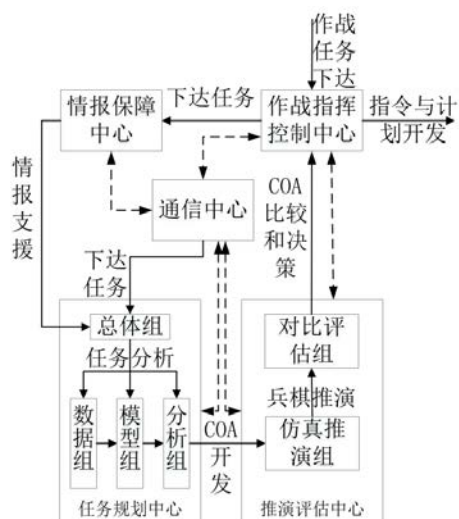 作战
任务
下达
情报保障
中心
下达任务
作战指挥
控制中心
指令与计
划开发
情
报
支
援
通信中心
COA
比较
和决
策
下达
任务
总体组
任务分析
数
据
组
模
型
组
分
析
组
COA
开
发
对比评
估组
兵棋推演
仿真推
演组
任务规划中心
推演评估中心